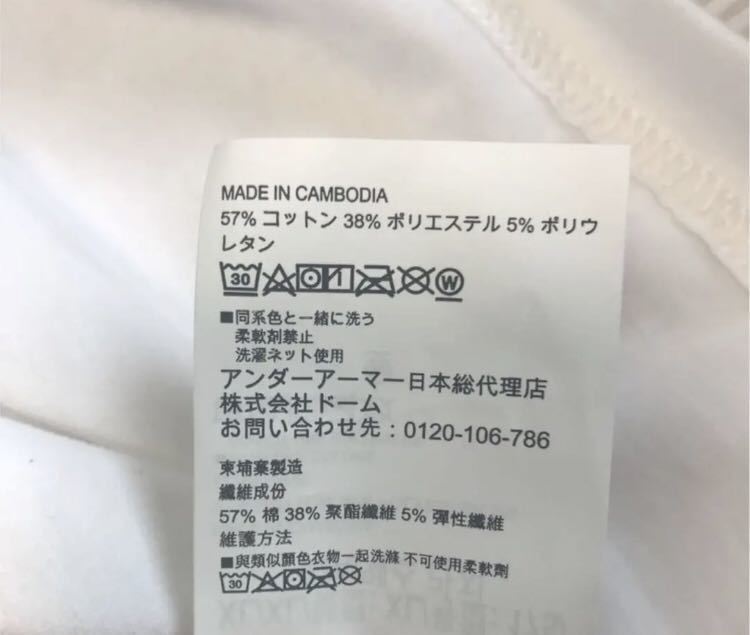 MADE IN CAMBODIA
57% コットン 38% ポリエステル 5% ポリウ
レタン
30 W
■同系色と一緒に洗う
柔軟剤禁止
洗濯ネット使用
アンダーアーマー日本総代理店
株式会社ドーム
お問い合わせ先：0120-106-786
柬埔寨製造
纖維成份
57% 棉 38% 聚酯纖維 5% 彈性纖維
維護方法
■與類似顏色衣物一起洗滌 不可使用柔軟劑
30